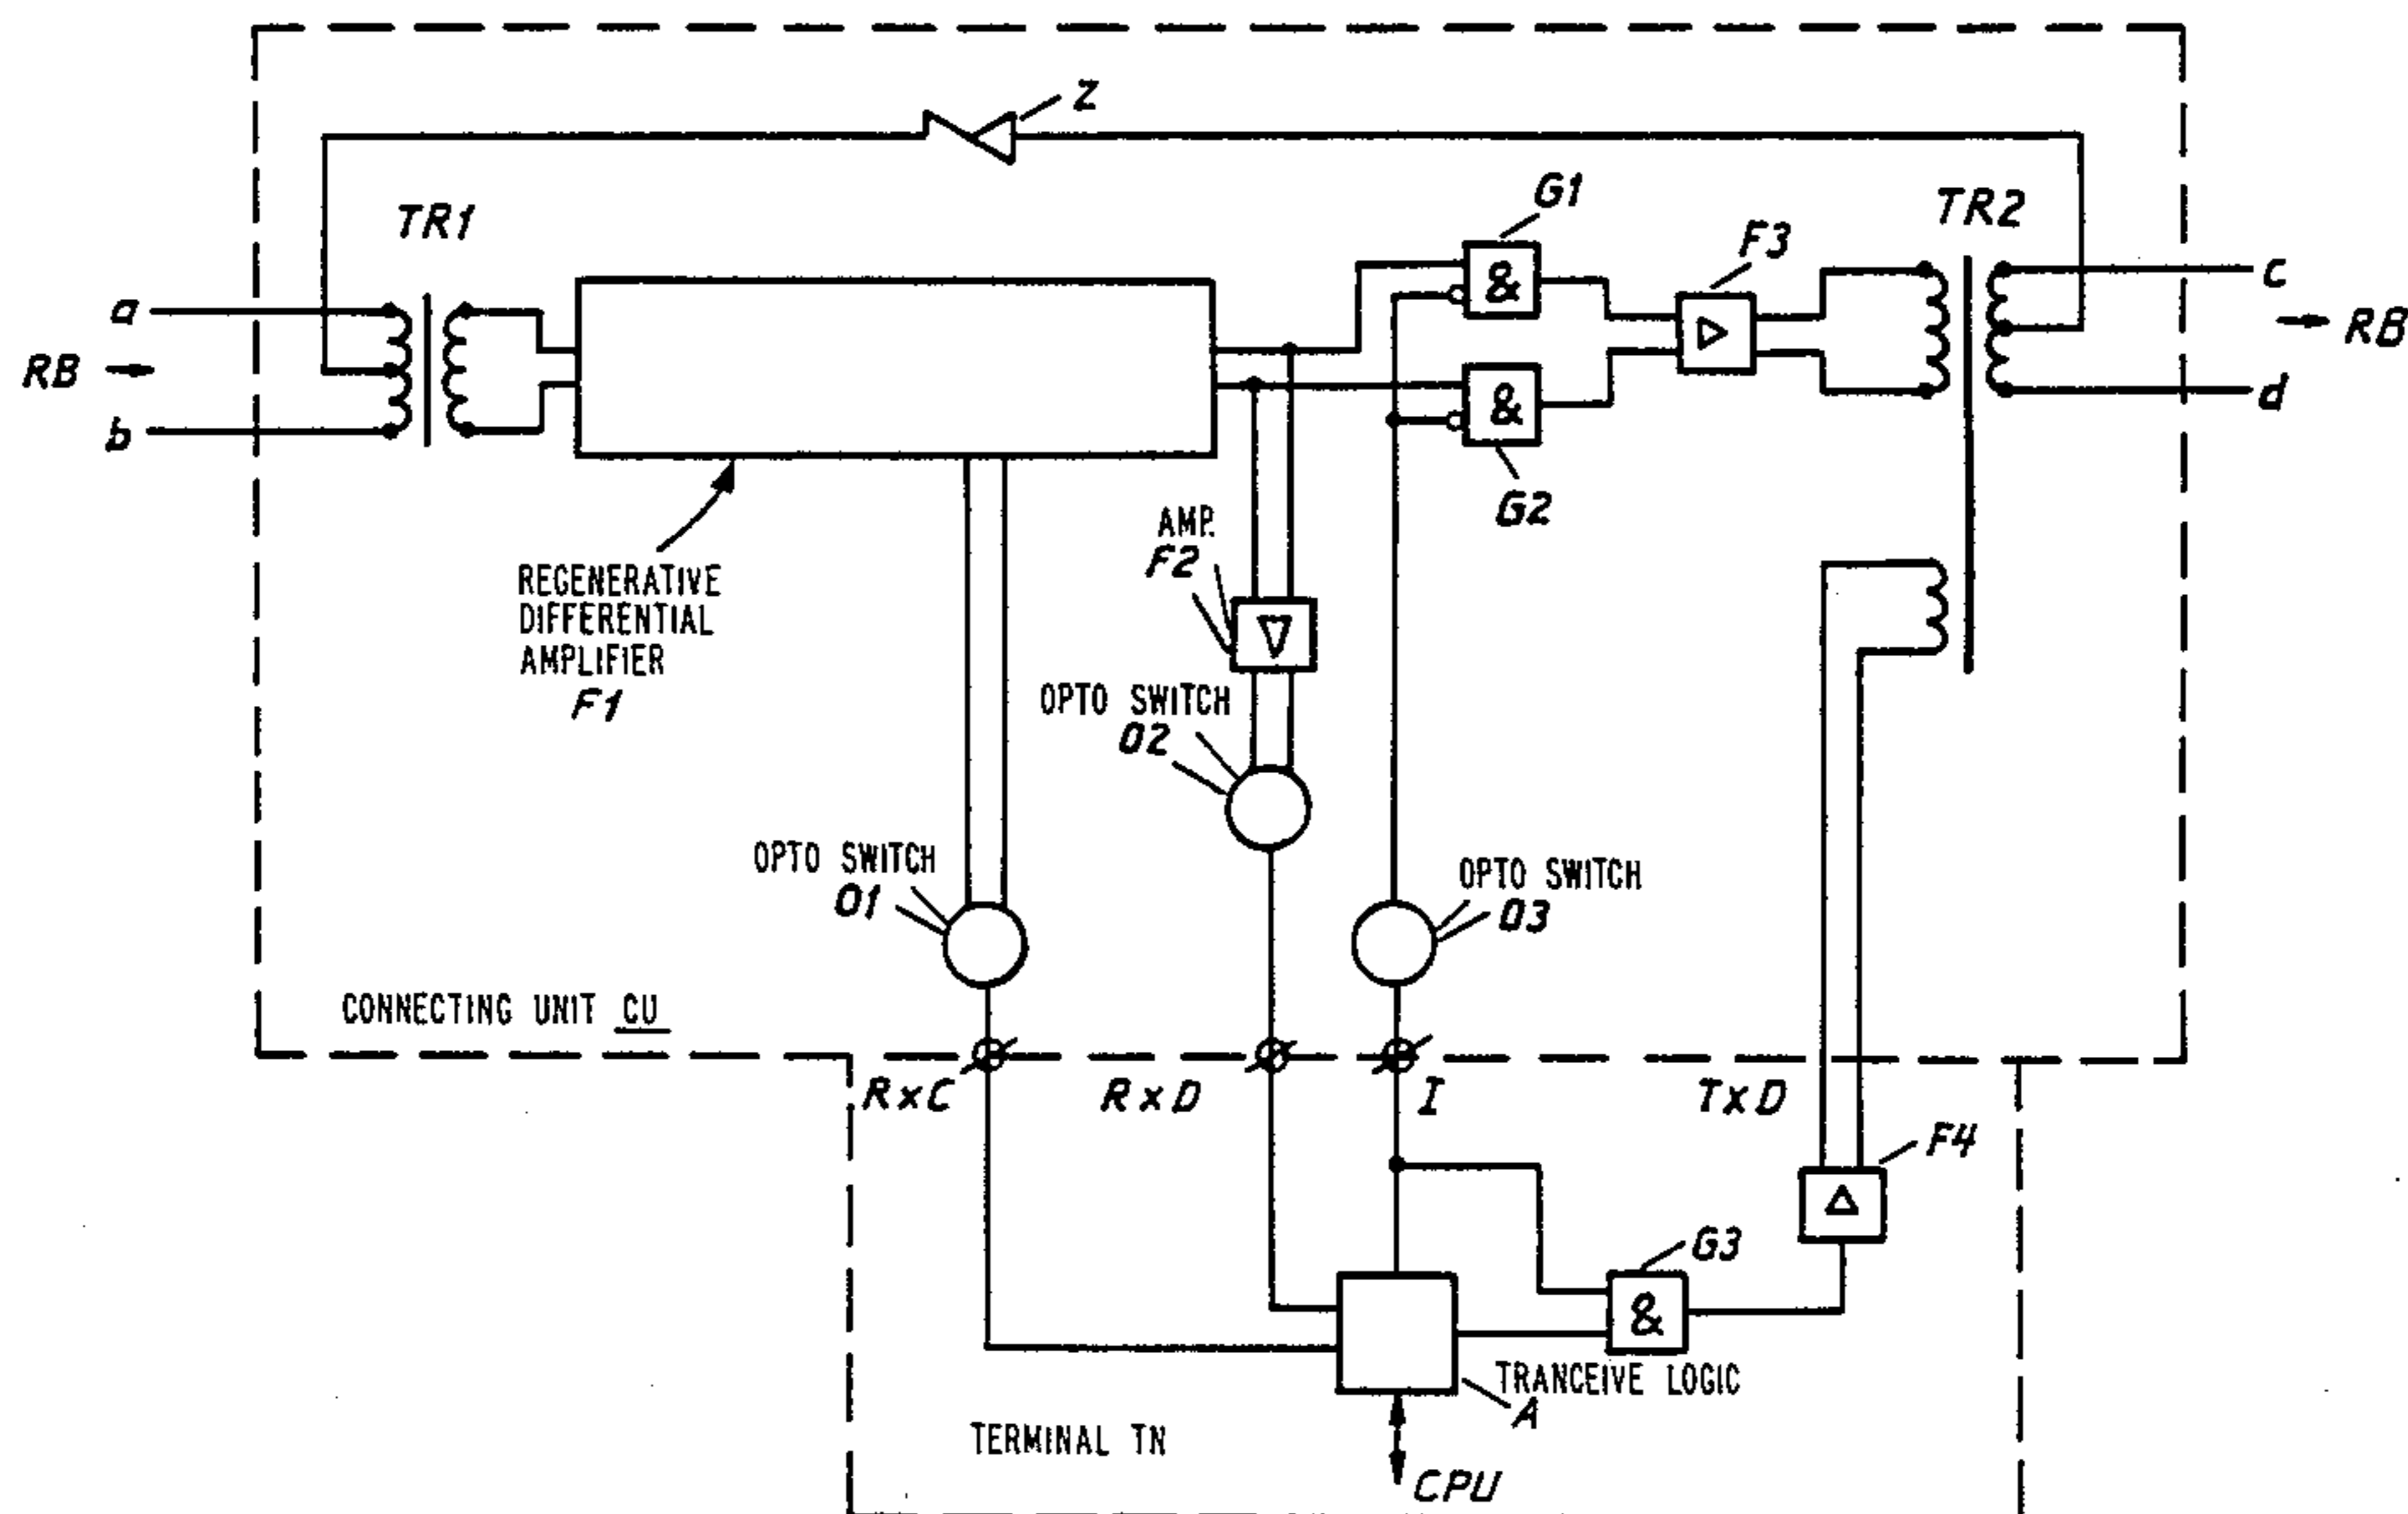 z
TR1
G1
F3
TR2
a
&
c
RB
RB
b
&
d
G2
REGENERATIVE
DIFFERENTIAL
AMPLIFIER
F1
AMP.
F2
OPTO SWITCH
O2
OPTO SWITCH
O1
OPTO SWITCH
O3
CONNECTING UNIT CU
RxC
RxD
I
TxD
F4
G3
&
TRANCEIVE LOGIC
A
TERMINAL TN
CPU